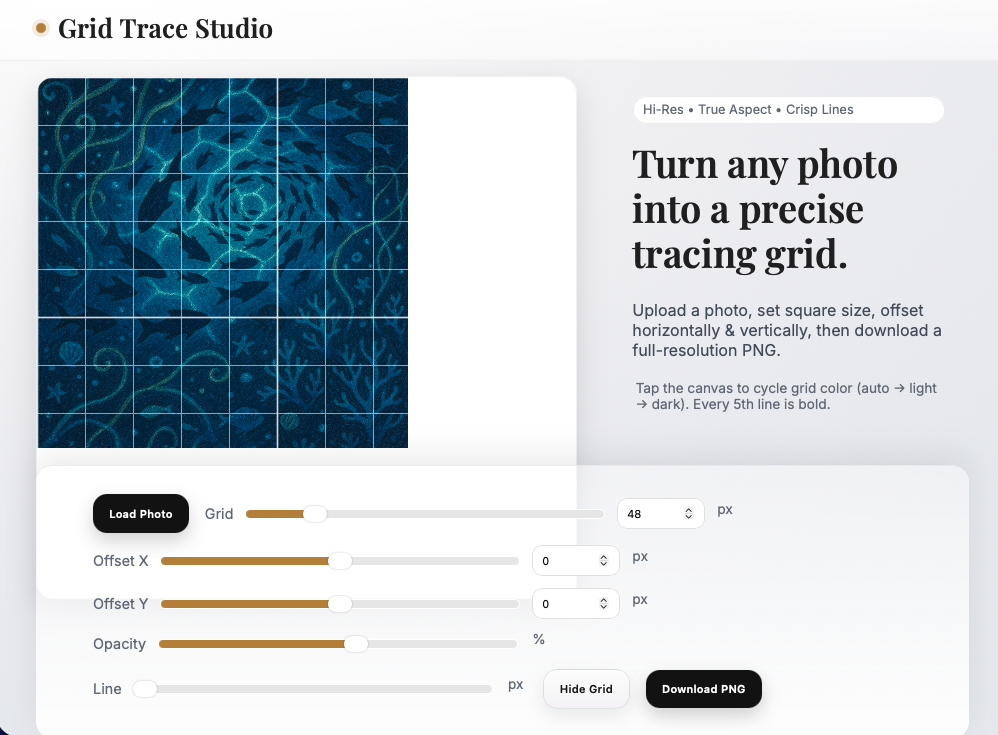 Grid Trace Studio
Hi-Res • True Aspect • Crisp Lines
Turn any photo
into a precise
tracing grid.
Upload a photo, set square size, offset
horizontally & vertically, then download a
full-resolution PNG.
Tap the canvas to cycle grid color (auto → light
→ dark). Every 5th line is bold.
Load Photo Grid 48 px
Offset X 0 px
Offset Y 0 px
Opacity %
Line px Hide Grid Download PNG